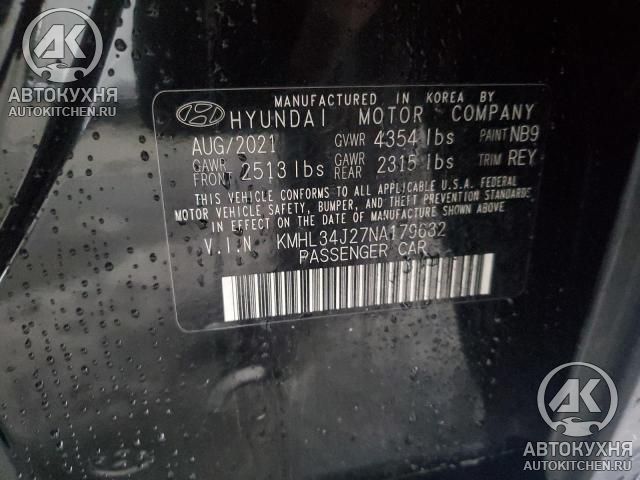 AK
АВТОКУХНЯ
AUTOKITCHEN.RU
MANUFACTURED IN KOREA BY
HYUNDAI MOTOR COMPANY
AUG/2021 GVWR 4354 lbs PAINT NB9
GAWR FRONT 2513 lbs GAWR REAR 2315 lbs TRIM REY
THIS VEHICLE CONFORMS TO ALL APPLICABLE U.S.A. FEDERAL
MOTOR VEHICLE SAFETY, BUMPER, AND THEFT PREVENTION STANDARDS
IN EFFECT ON THE DATE OF MANUFACTURE SHOWN ABOVE.
V.I.N. KMHL34J27NA179632
PASSENGER CAR
AK
АВТОКУХНЯ
AUTOKITCHEN.RU